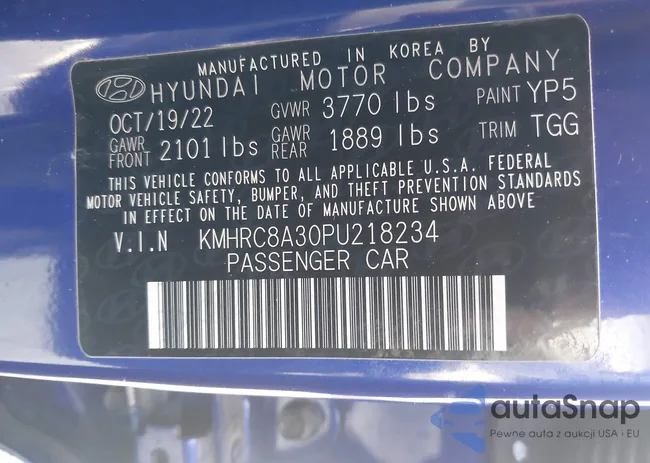 MANUFACTURED IN KOREA BY
HYUNDAI MOTOR COMPANY
OCT/19/22 GVWR 3770 lbs PAINT YP5
GAWR FRONT 2101 lbs GAWR REAR 1889 lbs TRIM TGG
THIS VEHICLE CONFORMS TO ALL APPLICABLE U.S.A. FEDERAL
MOTOR VEHICLE SAFETY, BUMPER, AND THEFT PREVENTION STANDARDS
IN EFFECT ON THE DATE OF MANUFACTURE SHOWN ABOVE
V.I.N KMHRC8A30PU218234
PASSENGER CAR
autaSnap
Pewne auta z aukcji USA i EU